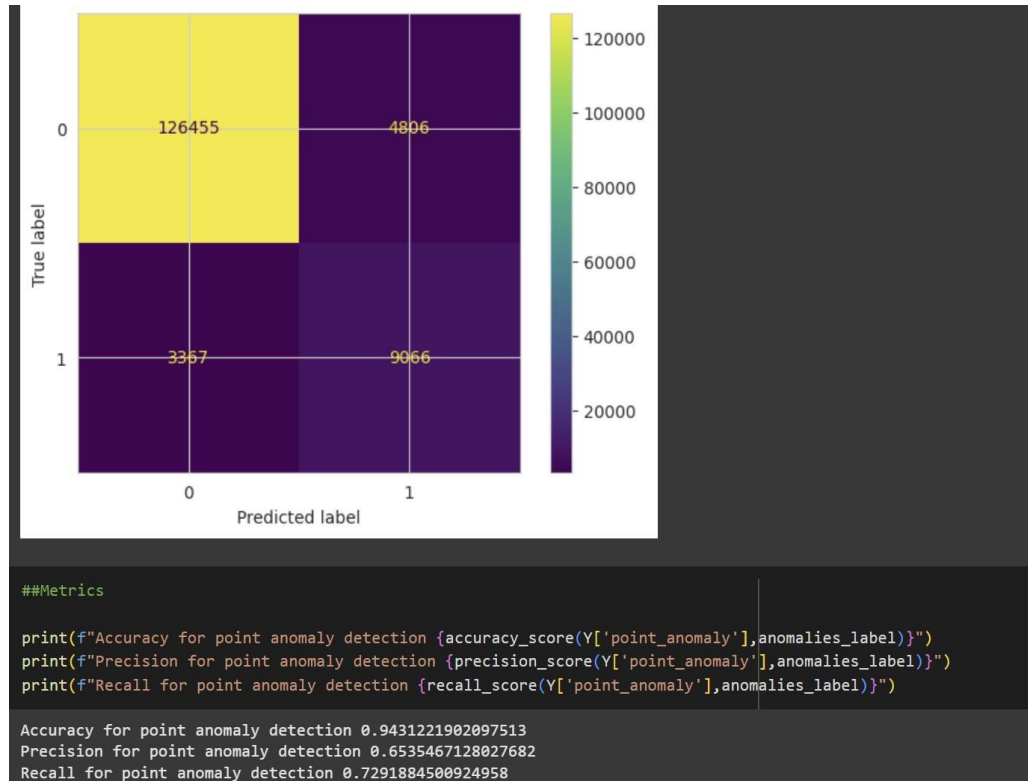 120000
100000
80000
60000
40000
20000
126455
4806
3367
9066
0
1
True label
0
1
Predicted label
##Metrics
print(f"Accuracy for point anomaly detection {accuracy_score(Y['point_anomaly'],anomalies_label)}")
print(f"Precision for point anomaly detection {precision_score(Y['point_anomaly'],anomalies_label)}")
print(f"Recall for point anomaly detection {recall_score(Y['point_anomaly'],anomalies_label)}")
Accuracy for point anomaly detection 0.9431221902097513
Precision for point anomaly detection 0.6535467128027682
Recall for point anomaly detection 0.7291884500924958